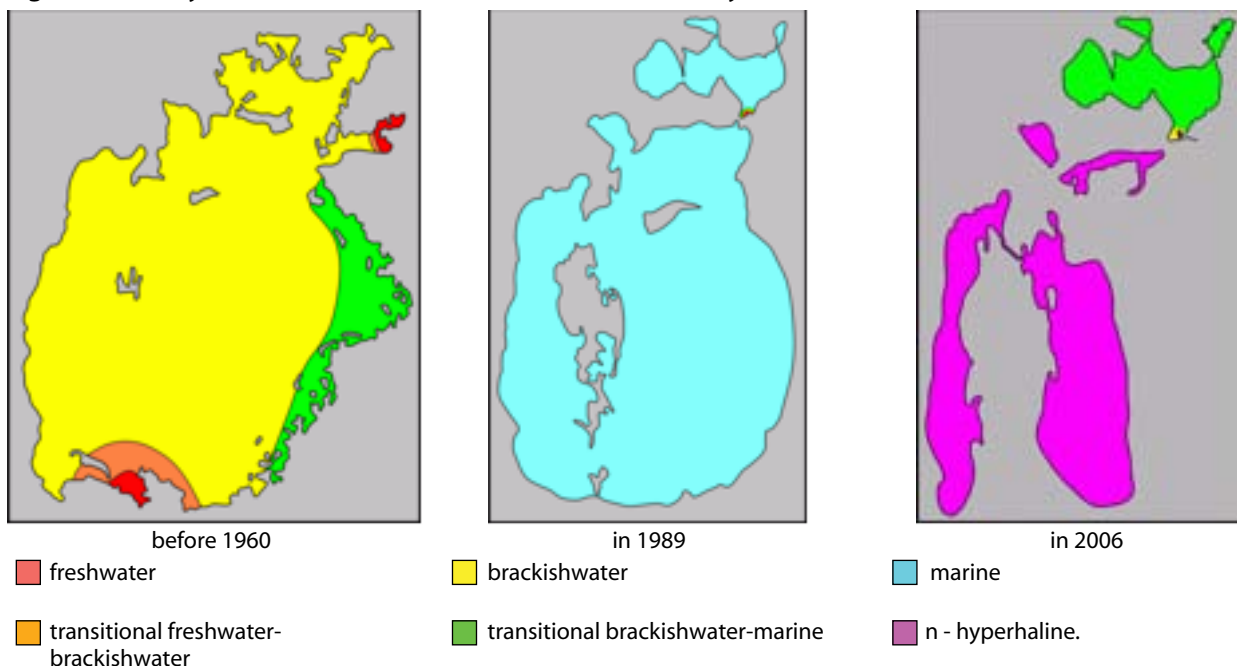 before 1960
in 1989
in 2006
freshwater
brackishwater
marine
transitional freshwater-
brackishwater
transitional brackishwater-marine
n - hyperhaline.